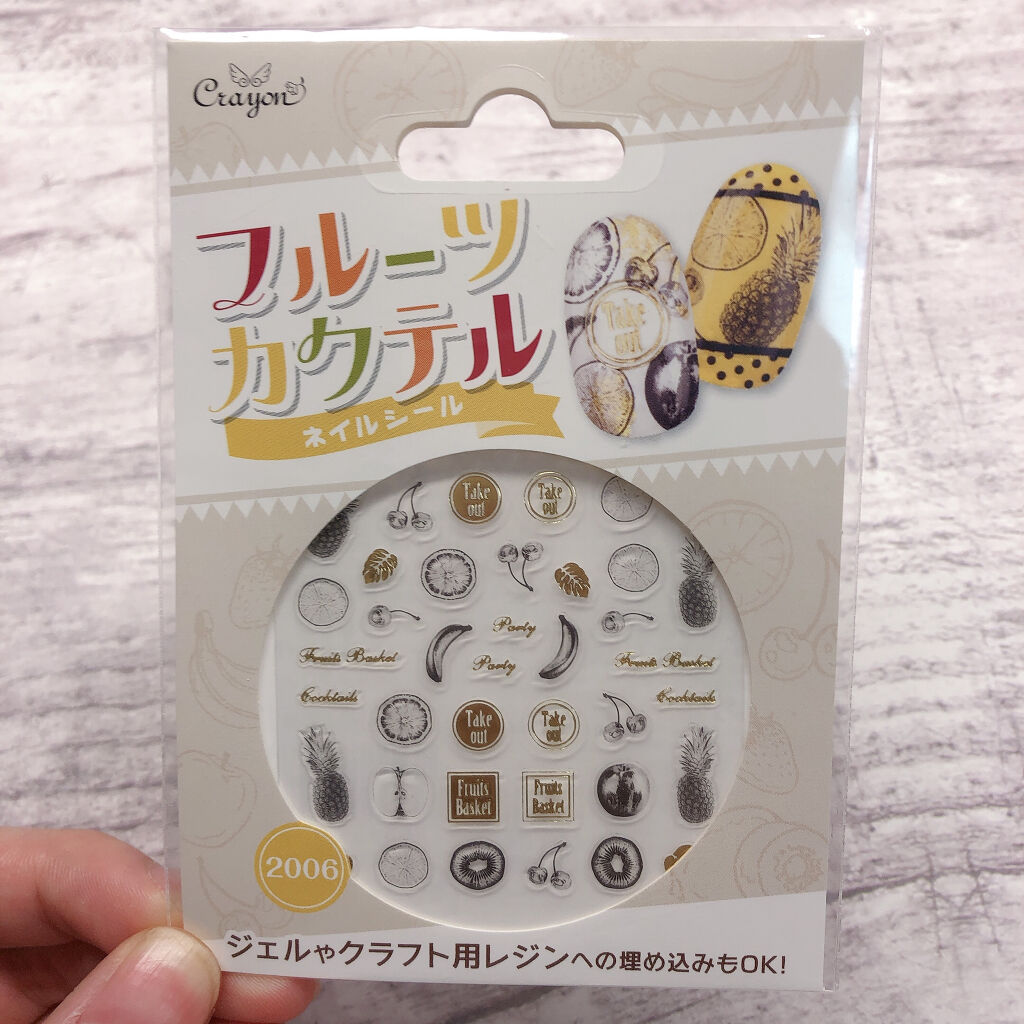 Crayon
フルーツ
カクテル
ネイルシール
Take
out
Take
out
Take
out
Party
Fruits Basket
Party
Fruits Basket
Cocktails
Cocktails
Take
out
Take
out
Fruits
Basket
Fruits
Basket
2006
ジェルやクラフト用レジンへの埋め込みもOK!